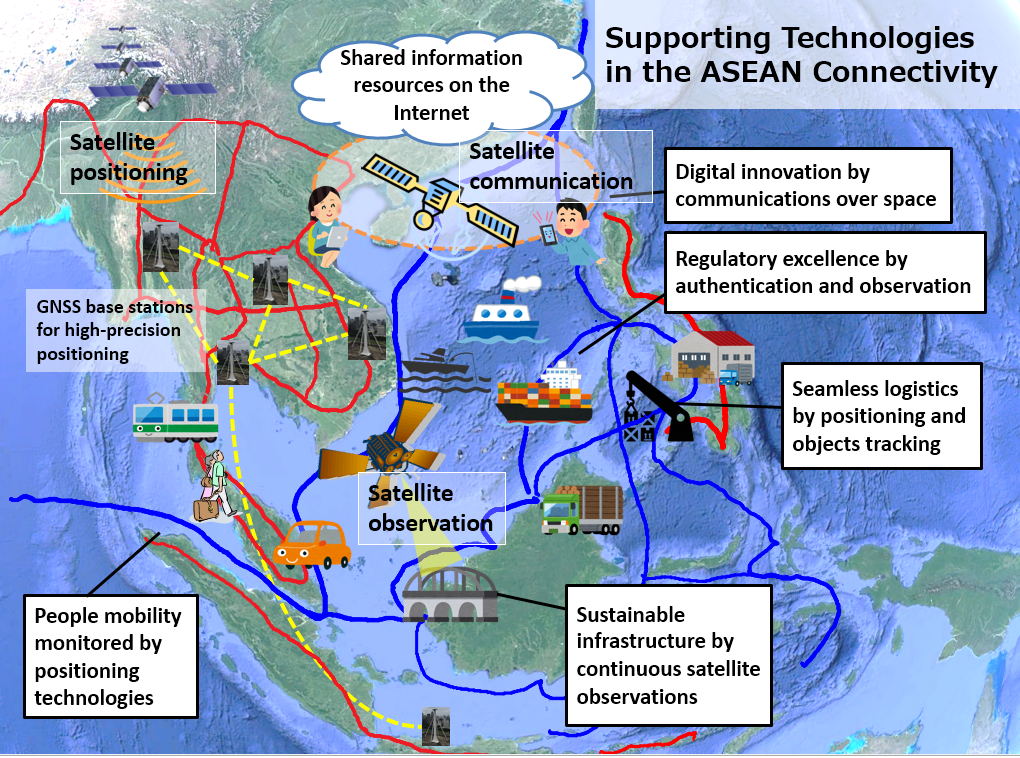 Supporting Technologies
in the ASEAN Connectivity
Shared information
resources on the
Internet
Satellite
positioning
Satellite
communication
Digital innovation by
communications over space
Regulatory excellence by
authentication and observation
GNSS base stations
for high-precision
positioning
Seamless logistics
by positioning and
objects tracking
Satellite
observation
People mobility
monitored by
positioning
technologies
Sustainable
infrastructure by
continuous satellite
observations